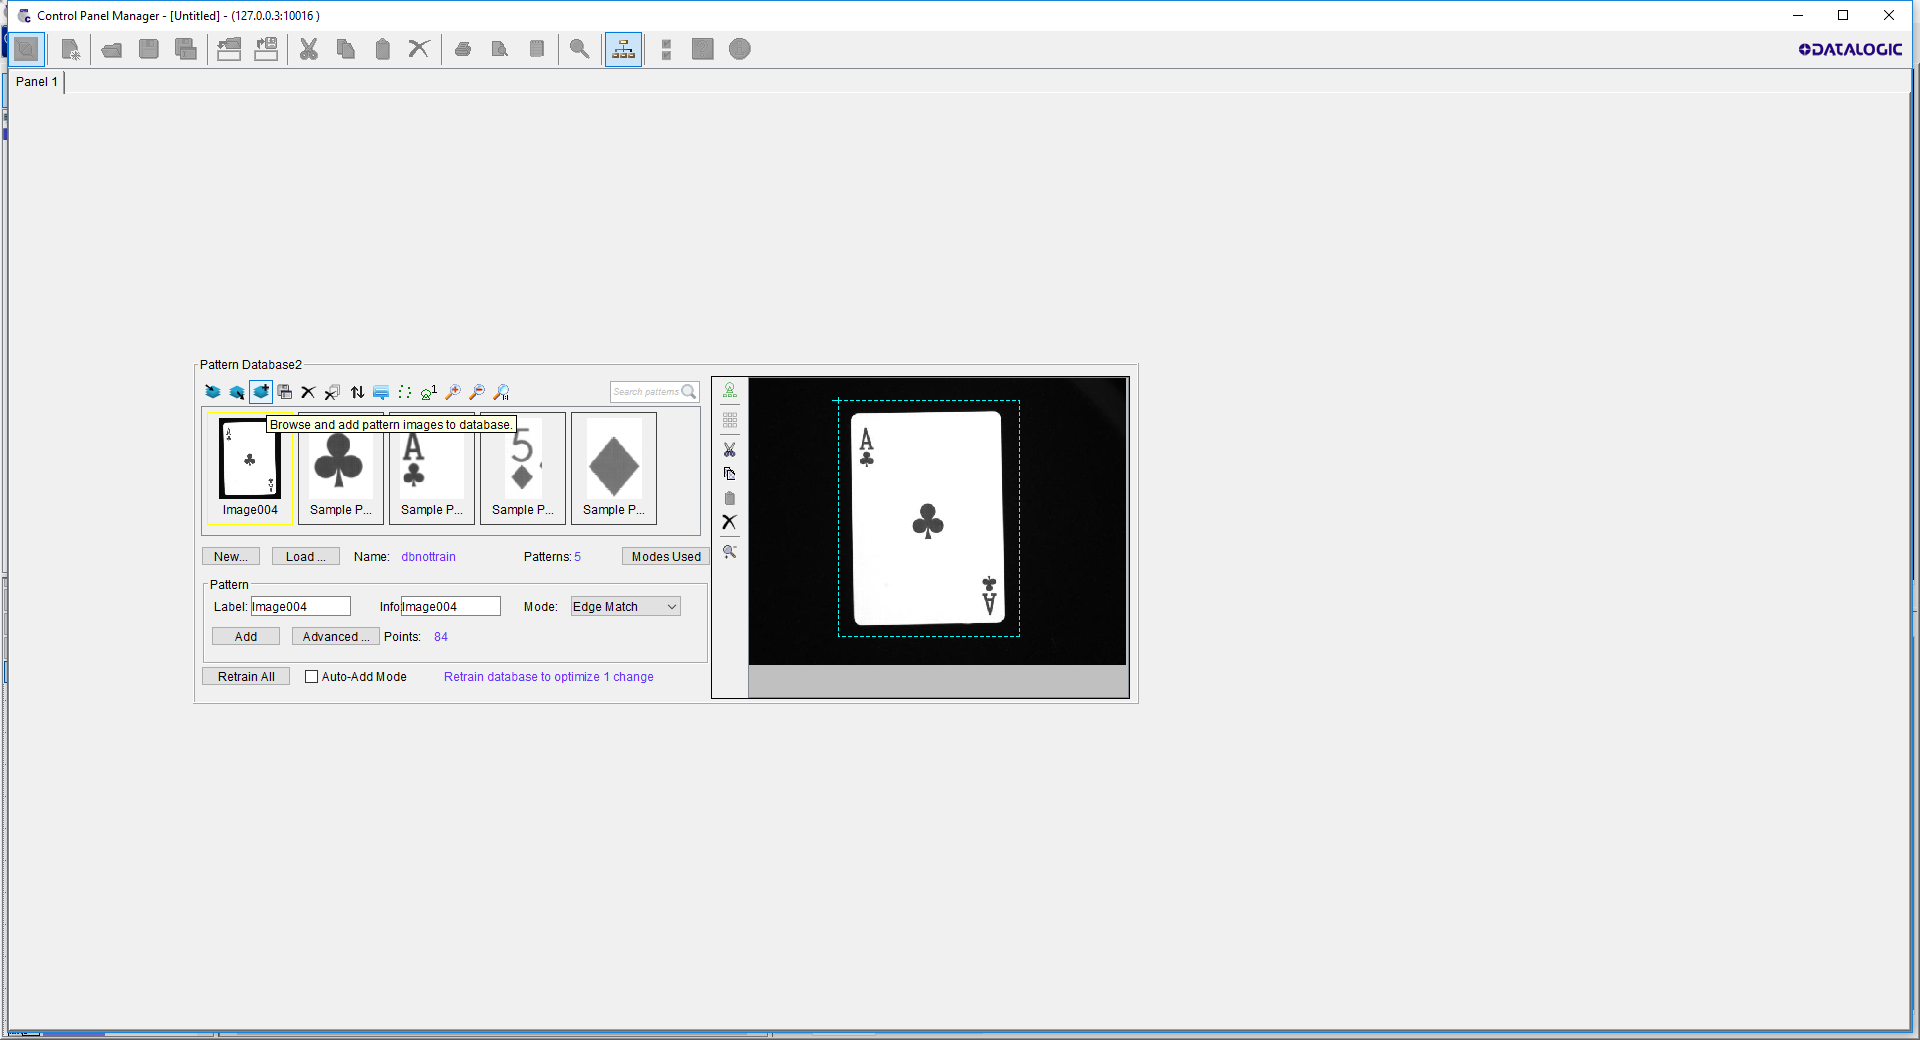 Control Panel Manager - [Untitled] - (127.0.0.3:10016 )
DATALOGIC
Panel 1
Pattern Database2
1
Search patterns
Browse and add pattern images to database.
A
A
5
Image004
Sample P...
Sample P...
Sample P...
Sample P...
New...
Load ...
Name:
dbnottrain
Patterns: 5
Modes Used
Pattern
Label: Image004
Info Image004
Mode:
Edge Match
Add
Advanced ...
Points:
84
Retrain All
Auto-Add Mode
Retrain database to optimize 1 change
A
A